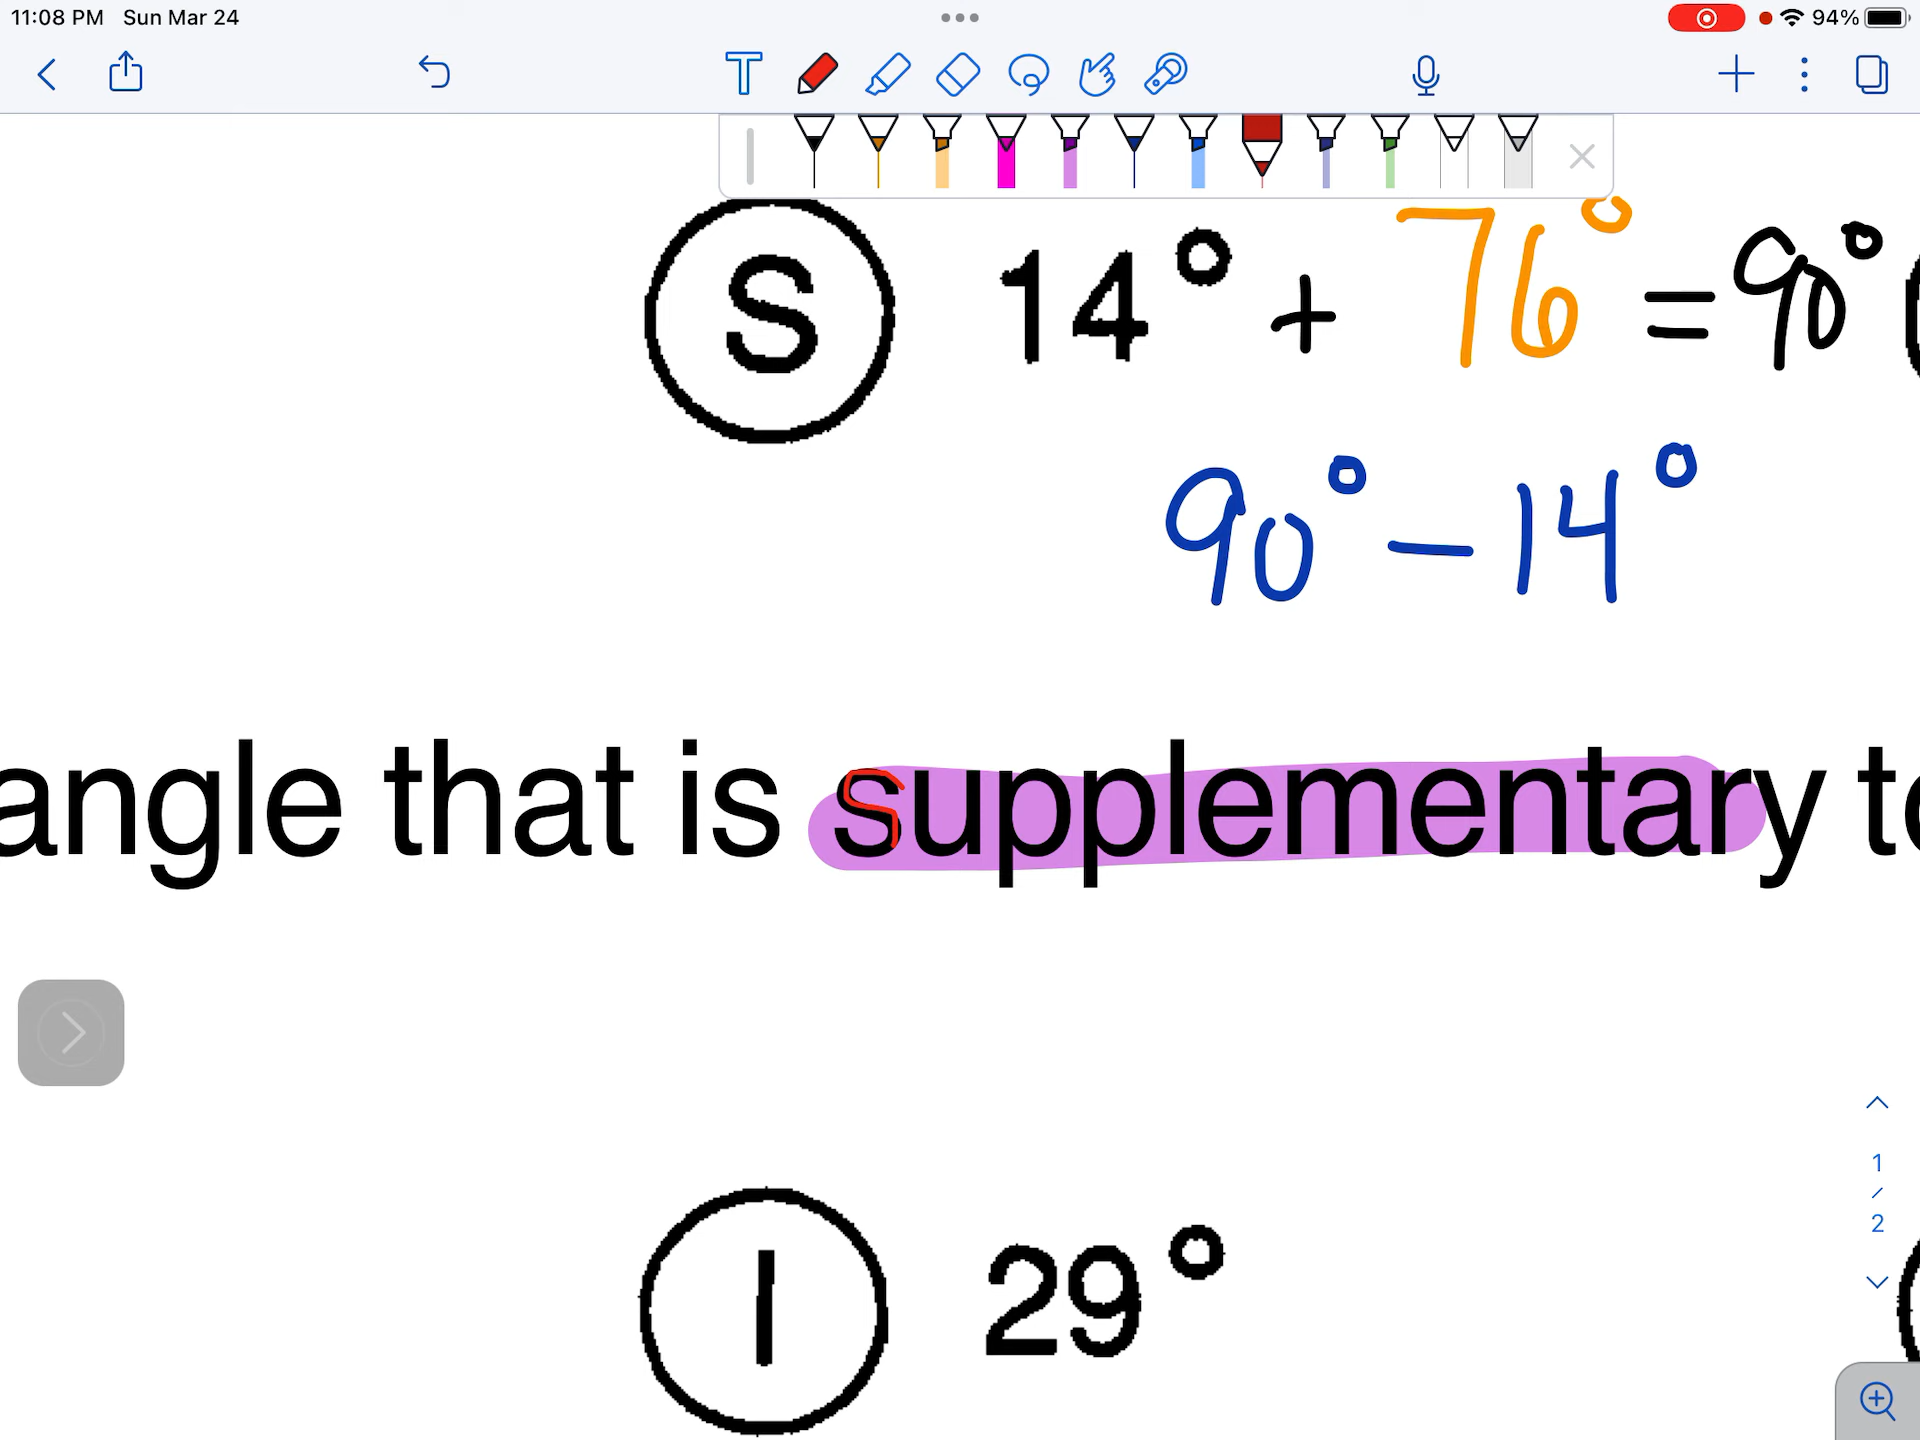 11:08 PM Sun Mar 24
94%
T
S 14° + 76° = 90°
90° − 14°
angle that is supplementary to
1
/
2
I 29°